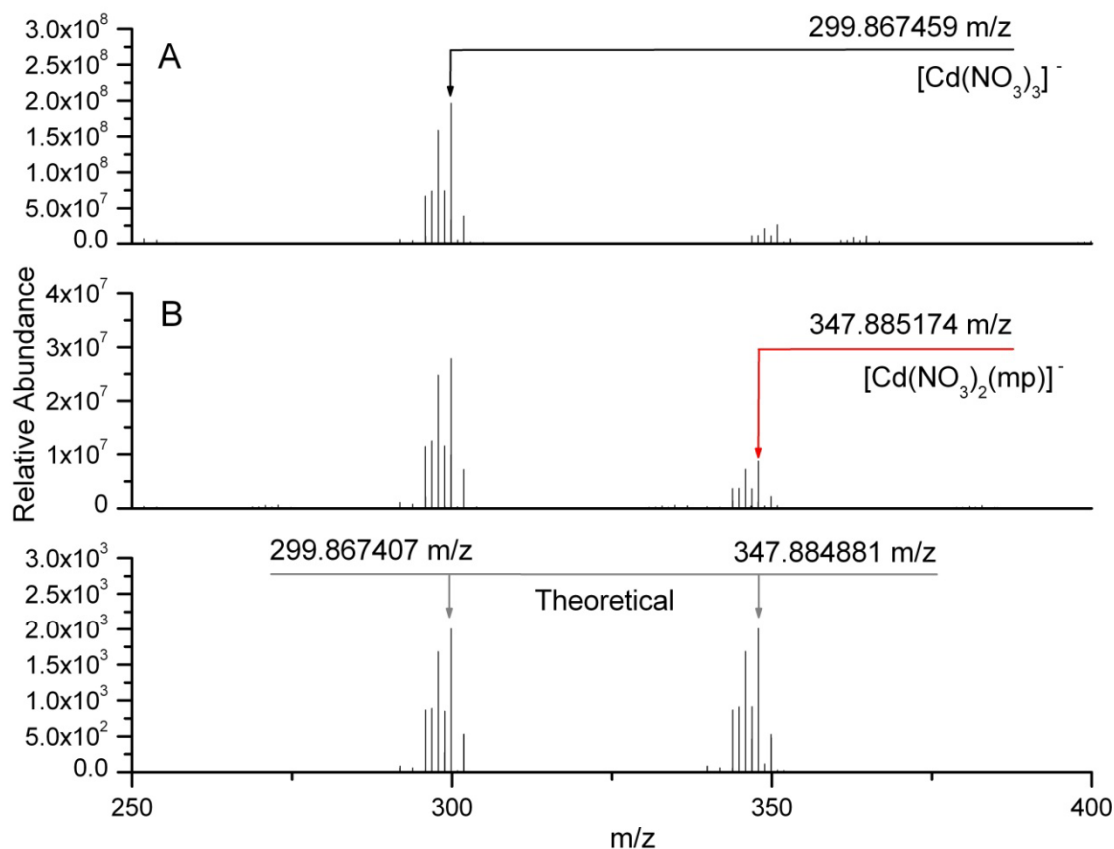 Relative Abundance
A
3.0x10⁸
2.5x10⁸
2.0x10⁸
1.5x10⁸
1.0x10⁸
5.0x10⁷
0.0
299.867459 m/z
[Cd(NO₃)₃]⁻
B
4x10⁷
3x10⁷
2x10⁷
1x10⁷
0
347.885174 m/z
[Cd(NO₃)₂(mp)]⁻
3.0x10³
2.5x10³
2.0x10³
1.5x10³
1.0x10³
5.0x10²
0.0
299.867407 m/z 347.884881 m/z
Theoretical
250 300 350 400
m/z